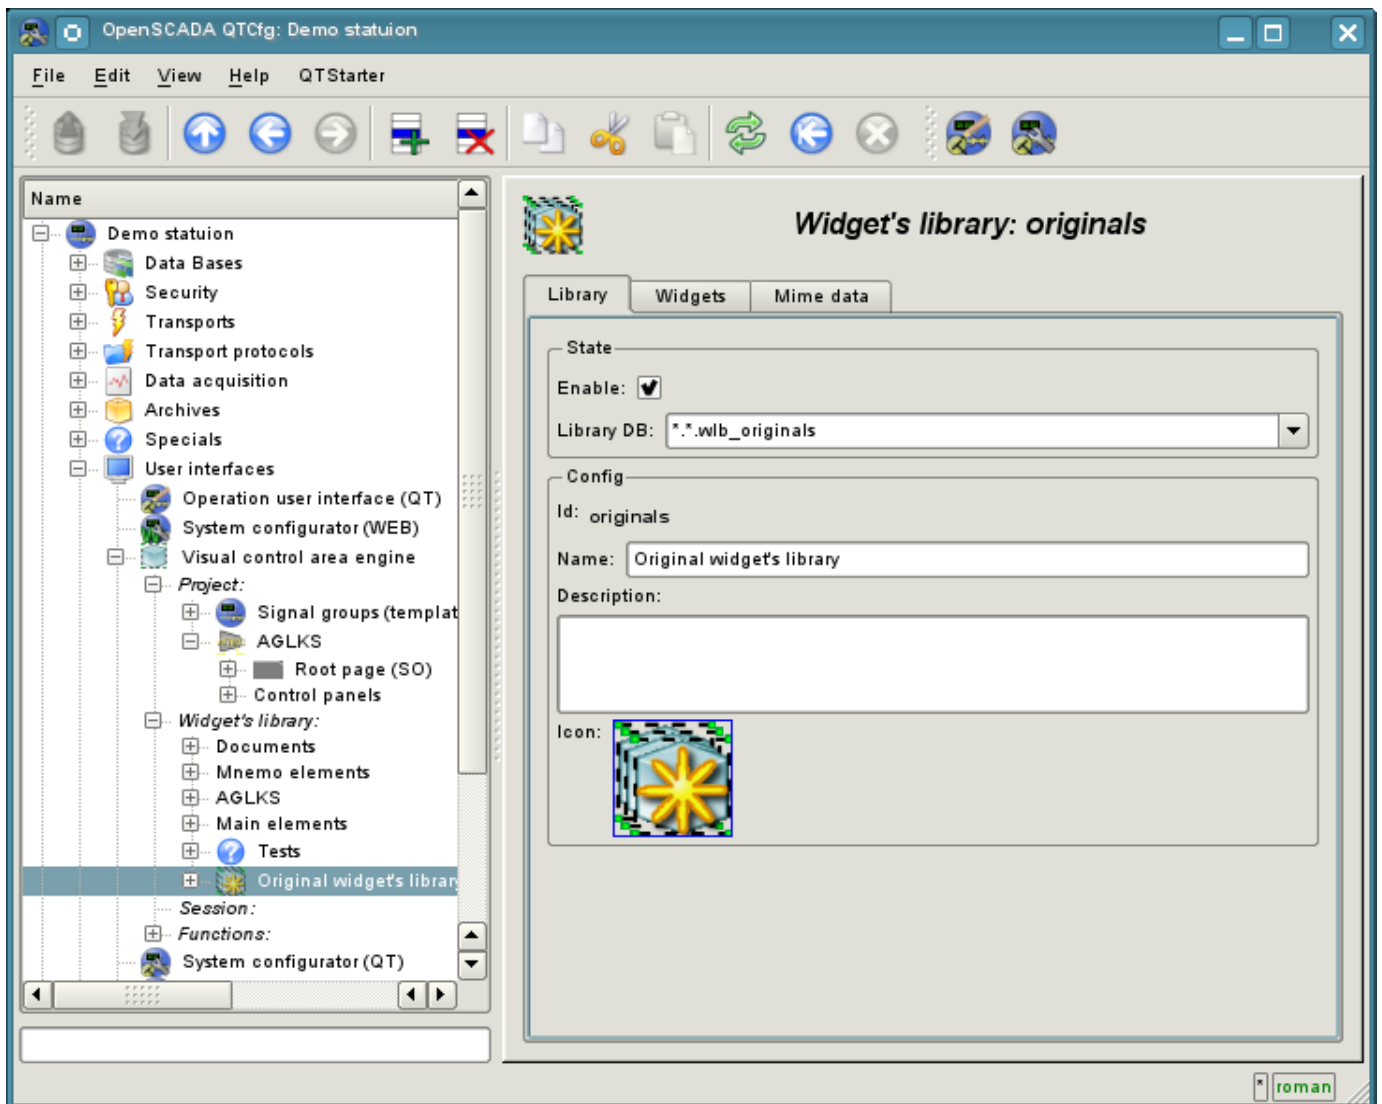 OpenSCADA QTCfg: Demo statuion
File Edit View Help QTStarter
Name
Demo statuion
Data Bases
Security
Transports
Transport protocols
Data acquisition
Archives
Specials
User interfaces
Operation user interface (QT)
System configurator (WEB)
Visual control area engine
Project:
Signal groups (templat
AGLKS
Root page (SO)
Control panels
Widget's library:
Documents
Mnemo elements
AGLKS
Main elements
Tests
Original widget's library
Session:
Functions:
System configurator (QT)
Widget's library: originals
Library Widgets Mime data
State
Enable:
Library DB: *.*.wlb_originals
Config
Id: originals
Name: Original widget's library
Description:
Icon:
* roman